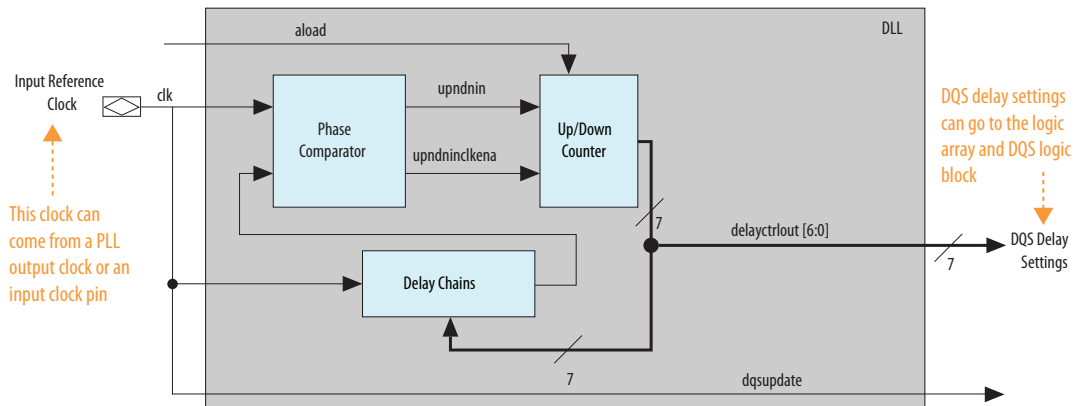 DLL
aload
Input Reference
Clock
clk
upndnin
Phase
Comparator
Up/Down
Counter
upndninclkena
DQS delay settings
can go to the logic
array and DQS logic
block
This clock can
come from a PLL
output clock or an
input clock pin
7
delayctrlout [6:0]
7
DQS Delay
Settings
Delay Chains
7
dqsupdate